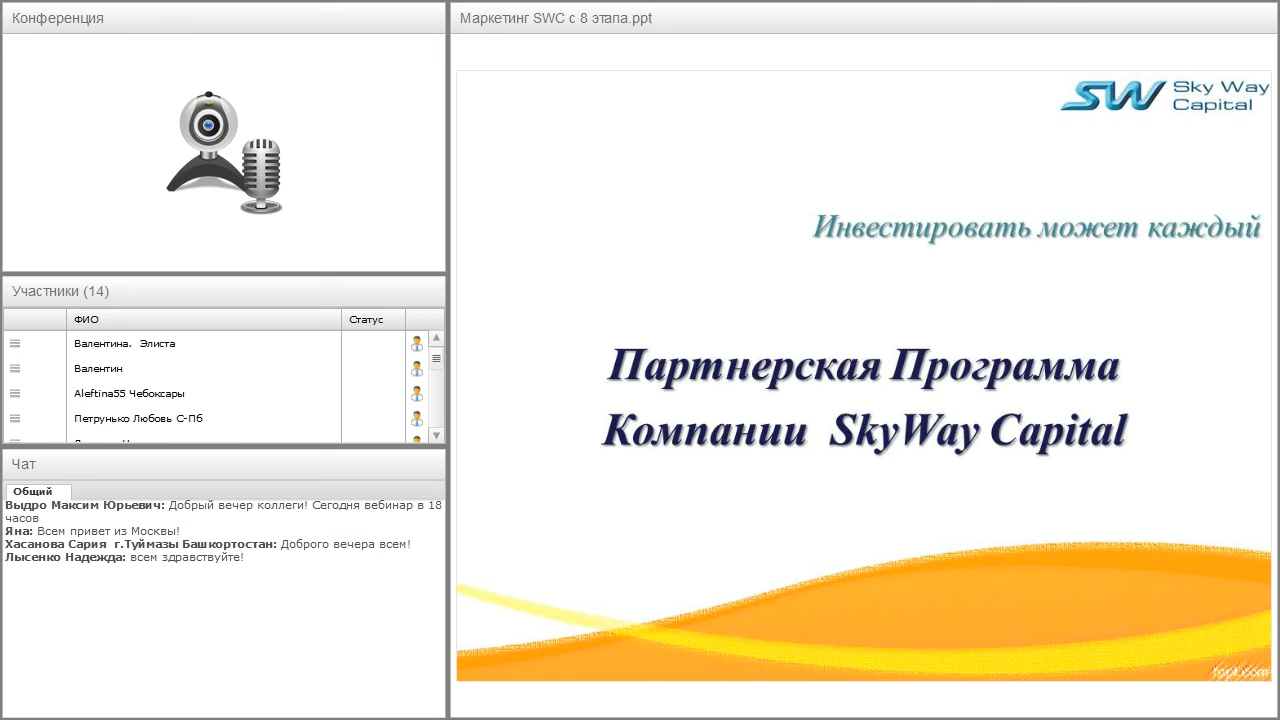 Конференция
Участники (14)
ФИО
Статус
Валентина. Элиста
Валентин
Aleftina55 Чебоксары
Петрунько Любовь С-Пб
Чат
Общий
Выдро Максим Юрьевич: Добрый вечер коллеги! Сегодня вебинар в 18
часов
Яна: Всем привет из Москвы!
Хасанова Сария г.Туймазы Башкортостан: Доброго вечера всем!
Лысенко Надежда: всем здравствуйте!
Маркетинг SWC с 8 этапа.ppt
SW Sky Way
Capital
Инвестировать может каждый
Партнерская Программа
Компании SkyWay Capital
fppt.com